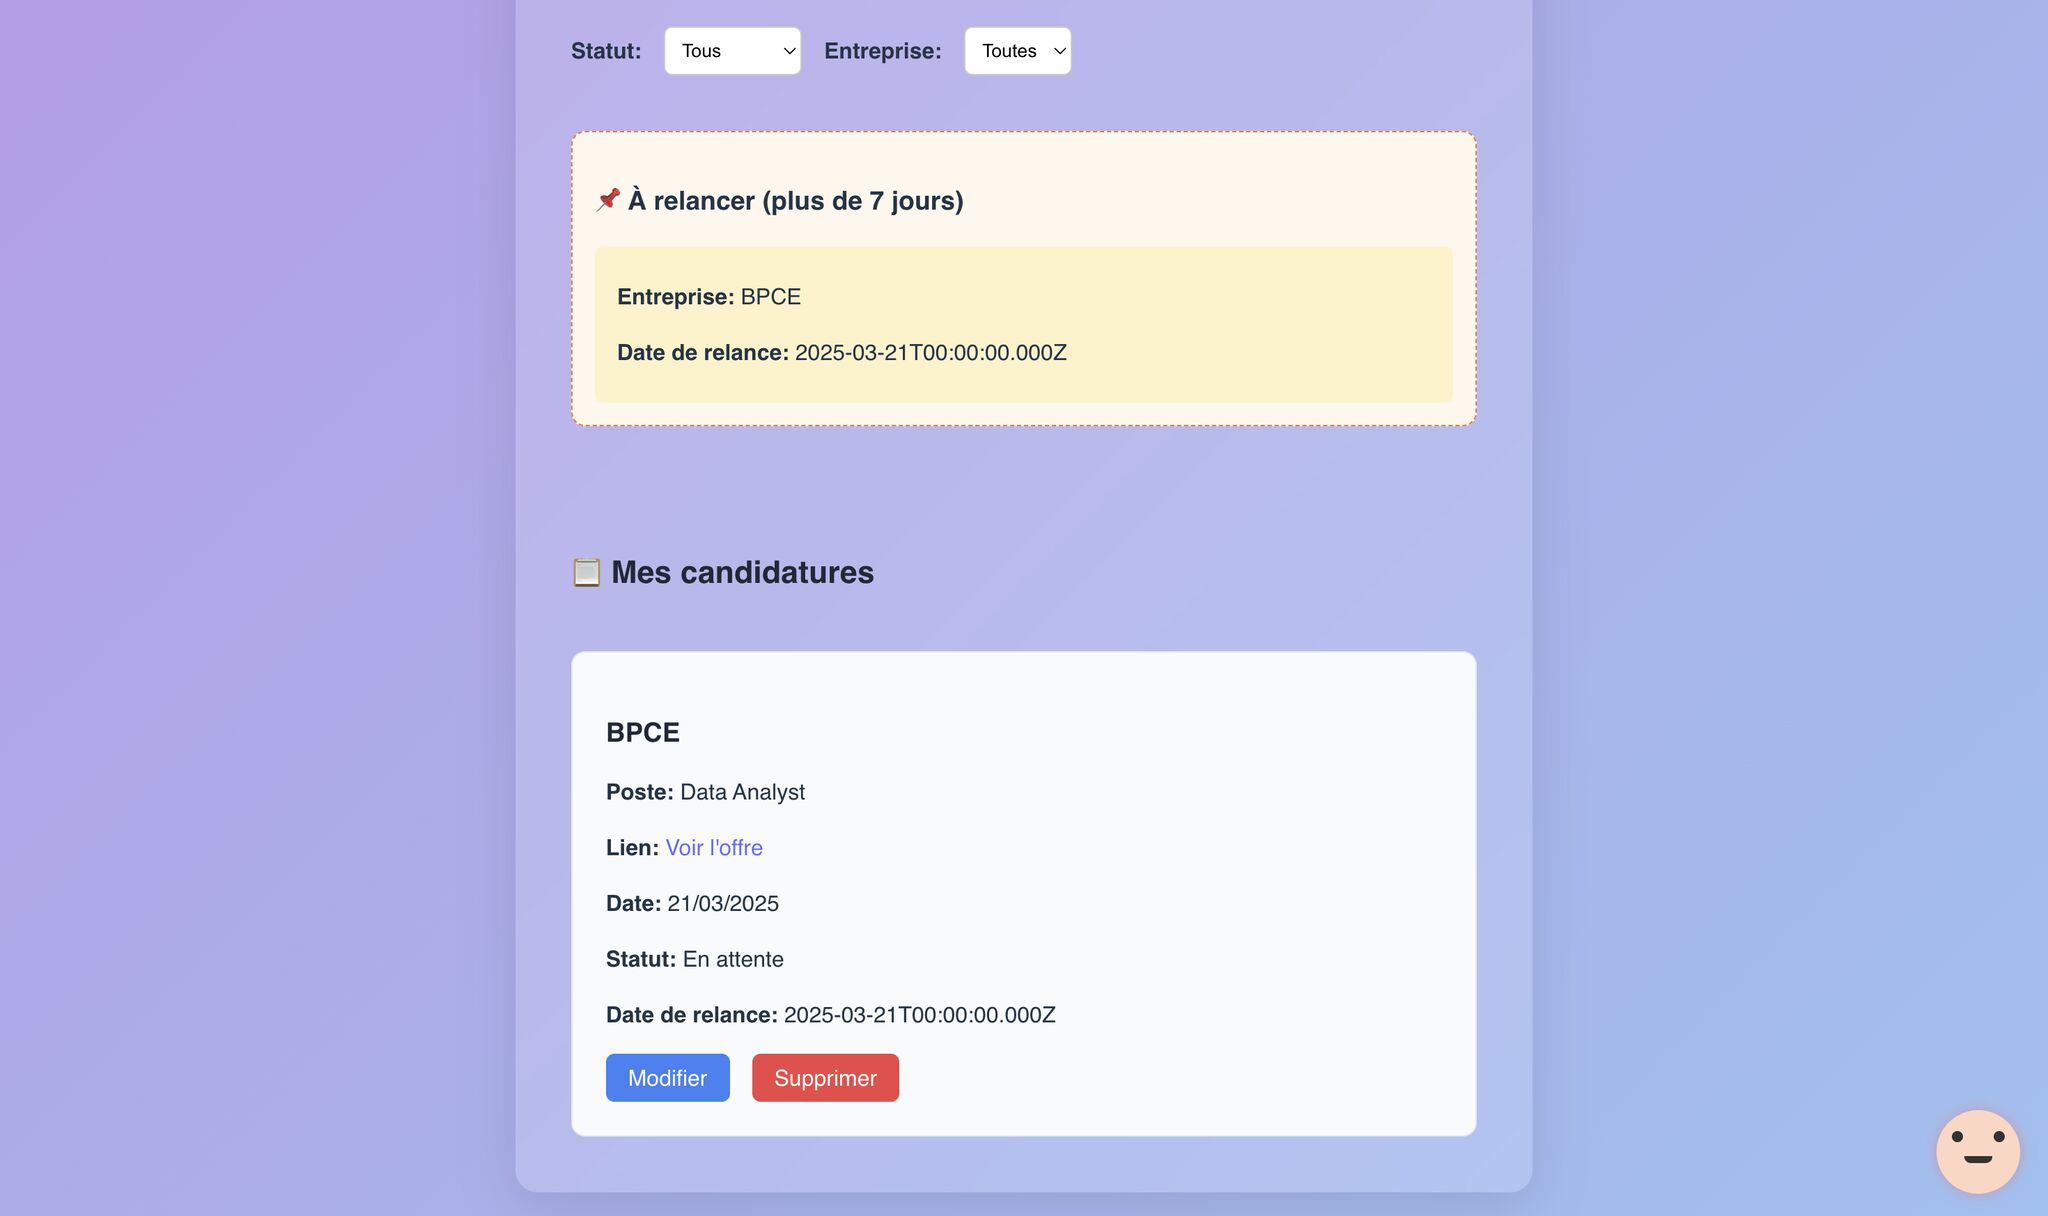 Statut: Tous Entreprise: Toutes
À relancer (plus de 7 jours)
Entreprise: BPCE
Date de relance: 2025-03-21T00:00:00.000Z
Mes candidatures
BPCE
Poste: Data Analyst
Lien: Voir l'offre
Date: 21/03/2025
Statut: En attente
Date de relance: 2025-03-21T00:00:00.000Z
Modifier Supprimer